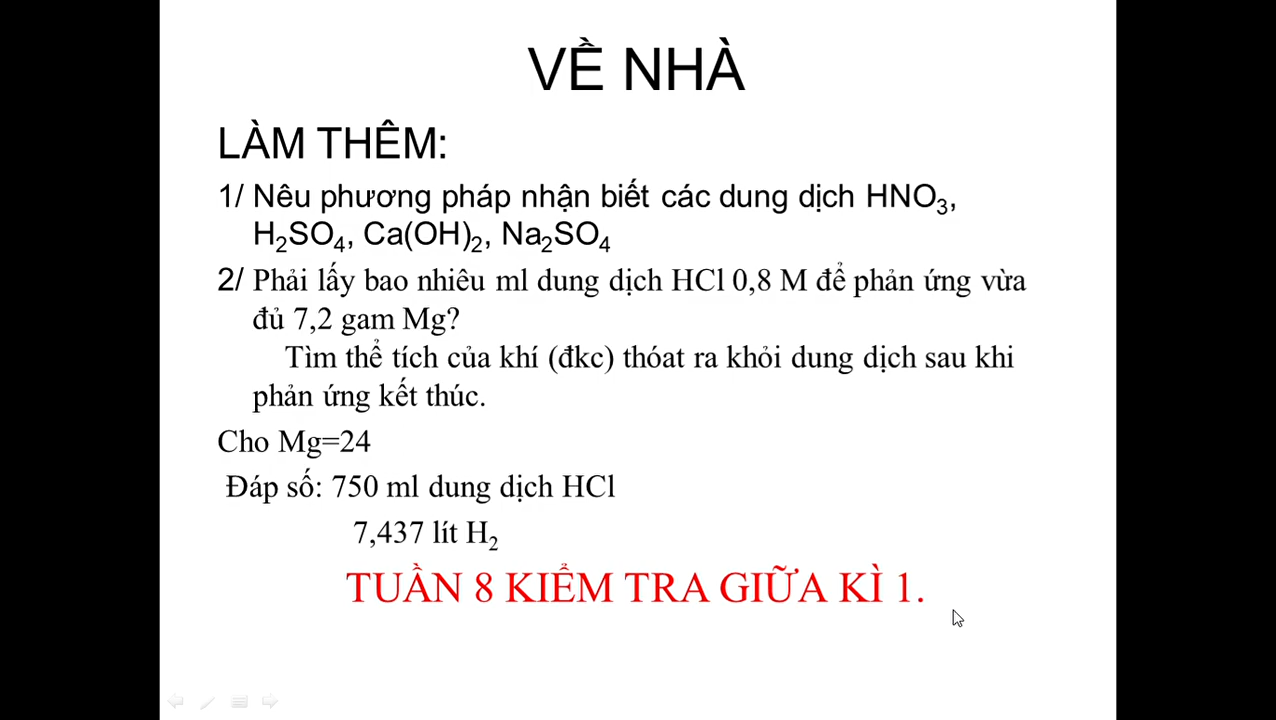 VỀ NHÀ
LÀM THÊM:
1/ Nêu phương pháp nhận biết các dung dịch HNO₃,
H₂SO₄, Ca(OH)₂, Na₂SO₄
2/ Phải lấy bao nhiêu ml dung dịch HCl 0,8 M để phản ứng vừa
đủ 7,2 gam Mg?
Tìm thể tích của khí (đkc) thóat ra khỏi dung dịch sau khi
phản ứng kết thúc.
Cho Mg=24
Đáp số: 750 ml dung dịch HCl
7,437 lít H₂
TUẦN 8 KIỂM TRA GIỮA KÌ 1.